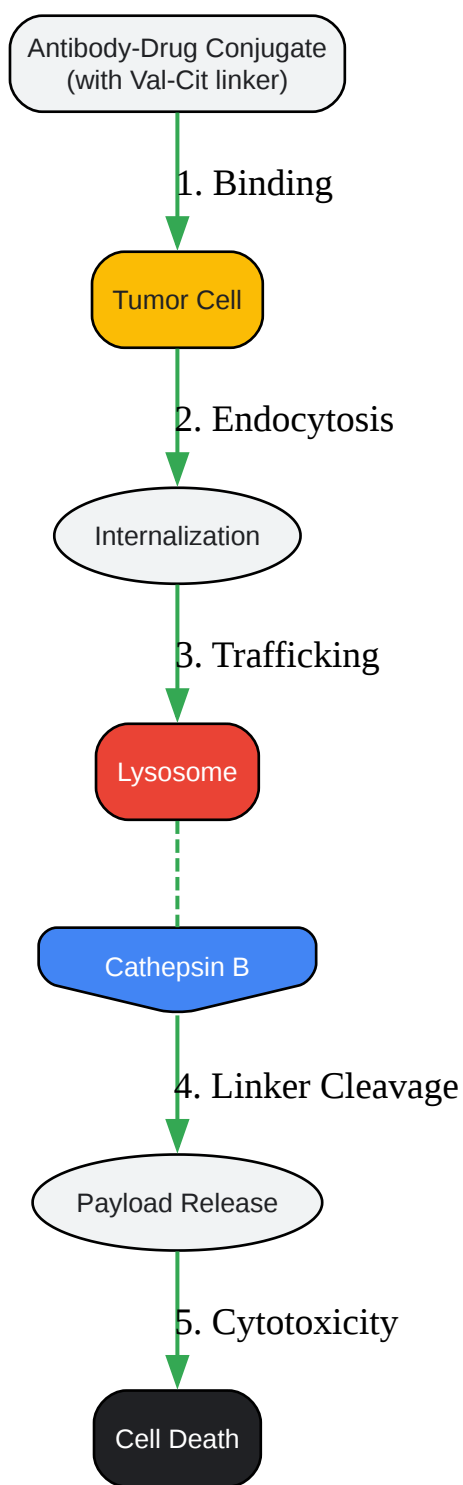 Antibody-Drug Conjugate
(with Val-Cit linker)
1. Binding
Tumor Cell
2. Endocytosis
Internalization
3. Trafficking
Lysosome
Cathepsin B
4. Linker Cleavage
Payload Release
5. Cytotoxicity
Cell Death